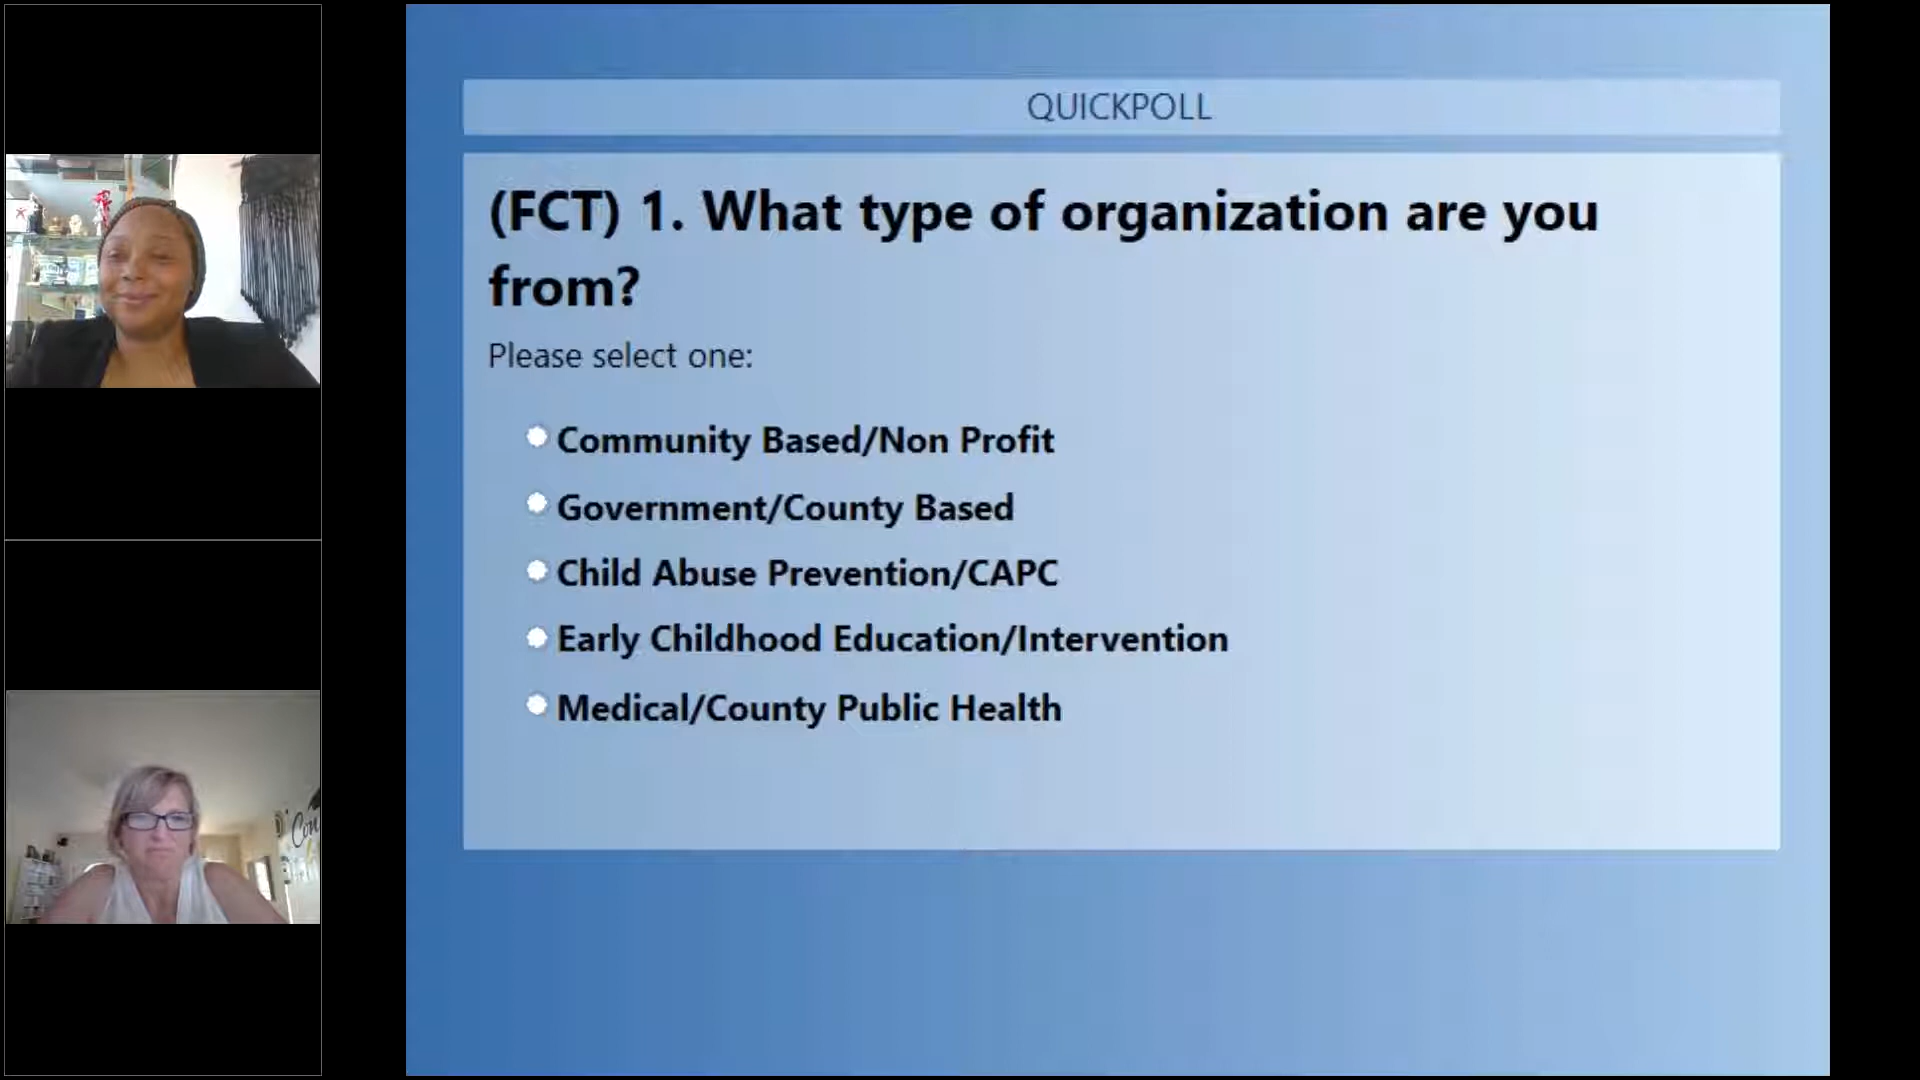 QUICKPOLL
(FCT) 1. What type of organization are you
from?
Please select one:
Community Based/Non Profit
Government/County Based
Child Abuse Prevention/CAPC
Early Childhood Education/Intervention
Medical/County Public Health